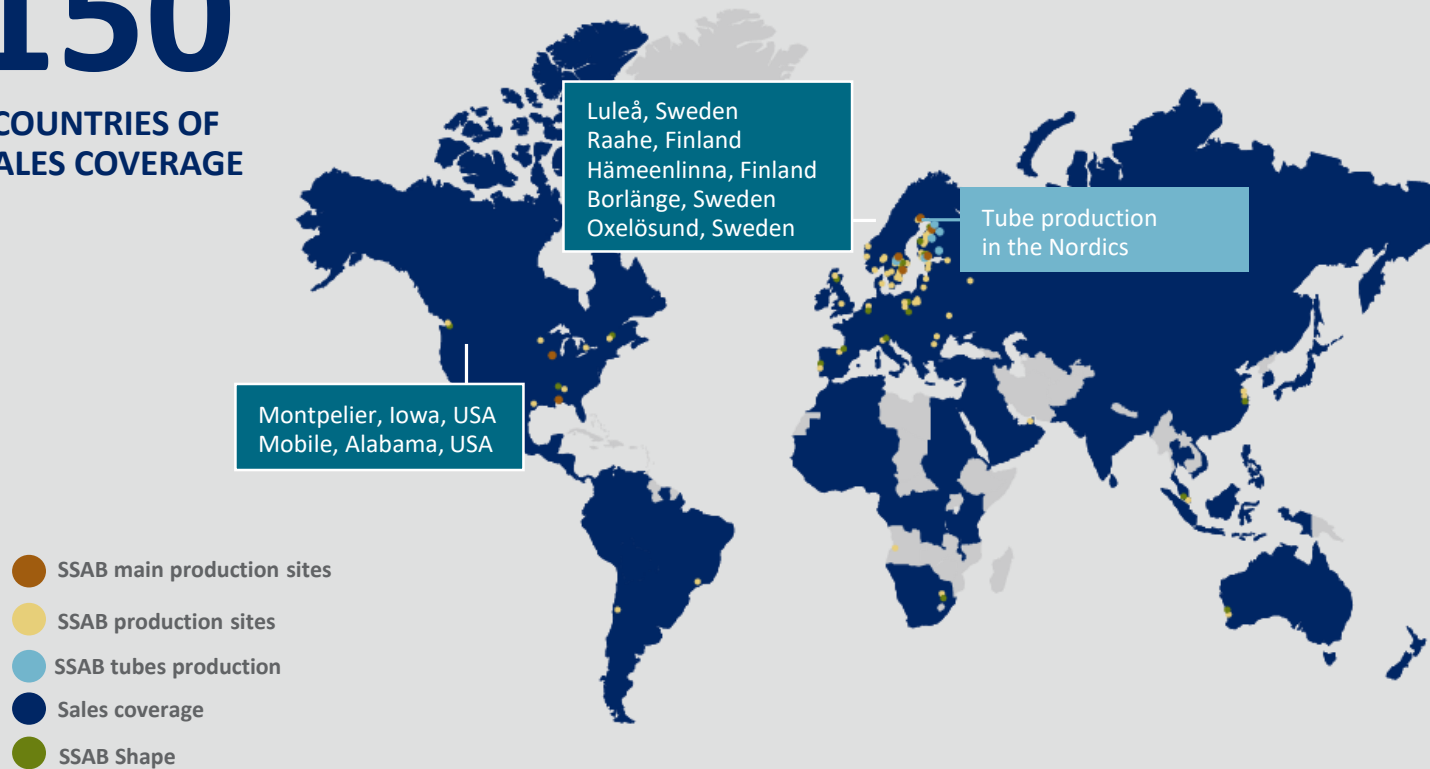 150
COUNTRIES OF
SALES COVERAGE
Luleå, Sweden
Raahe, Finland
Hämeenlinna, Finland
Borlänge, Sweden
Oxelösund, Sweden
Tube production
in the Nordics
Montpelier, Iowa, USA
Mobile, Alabama, USA
SSAB main production sites
SSAB production sites
SSAB tubes production
Sales coverage
SSAB Shape